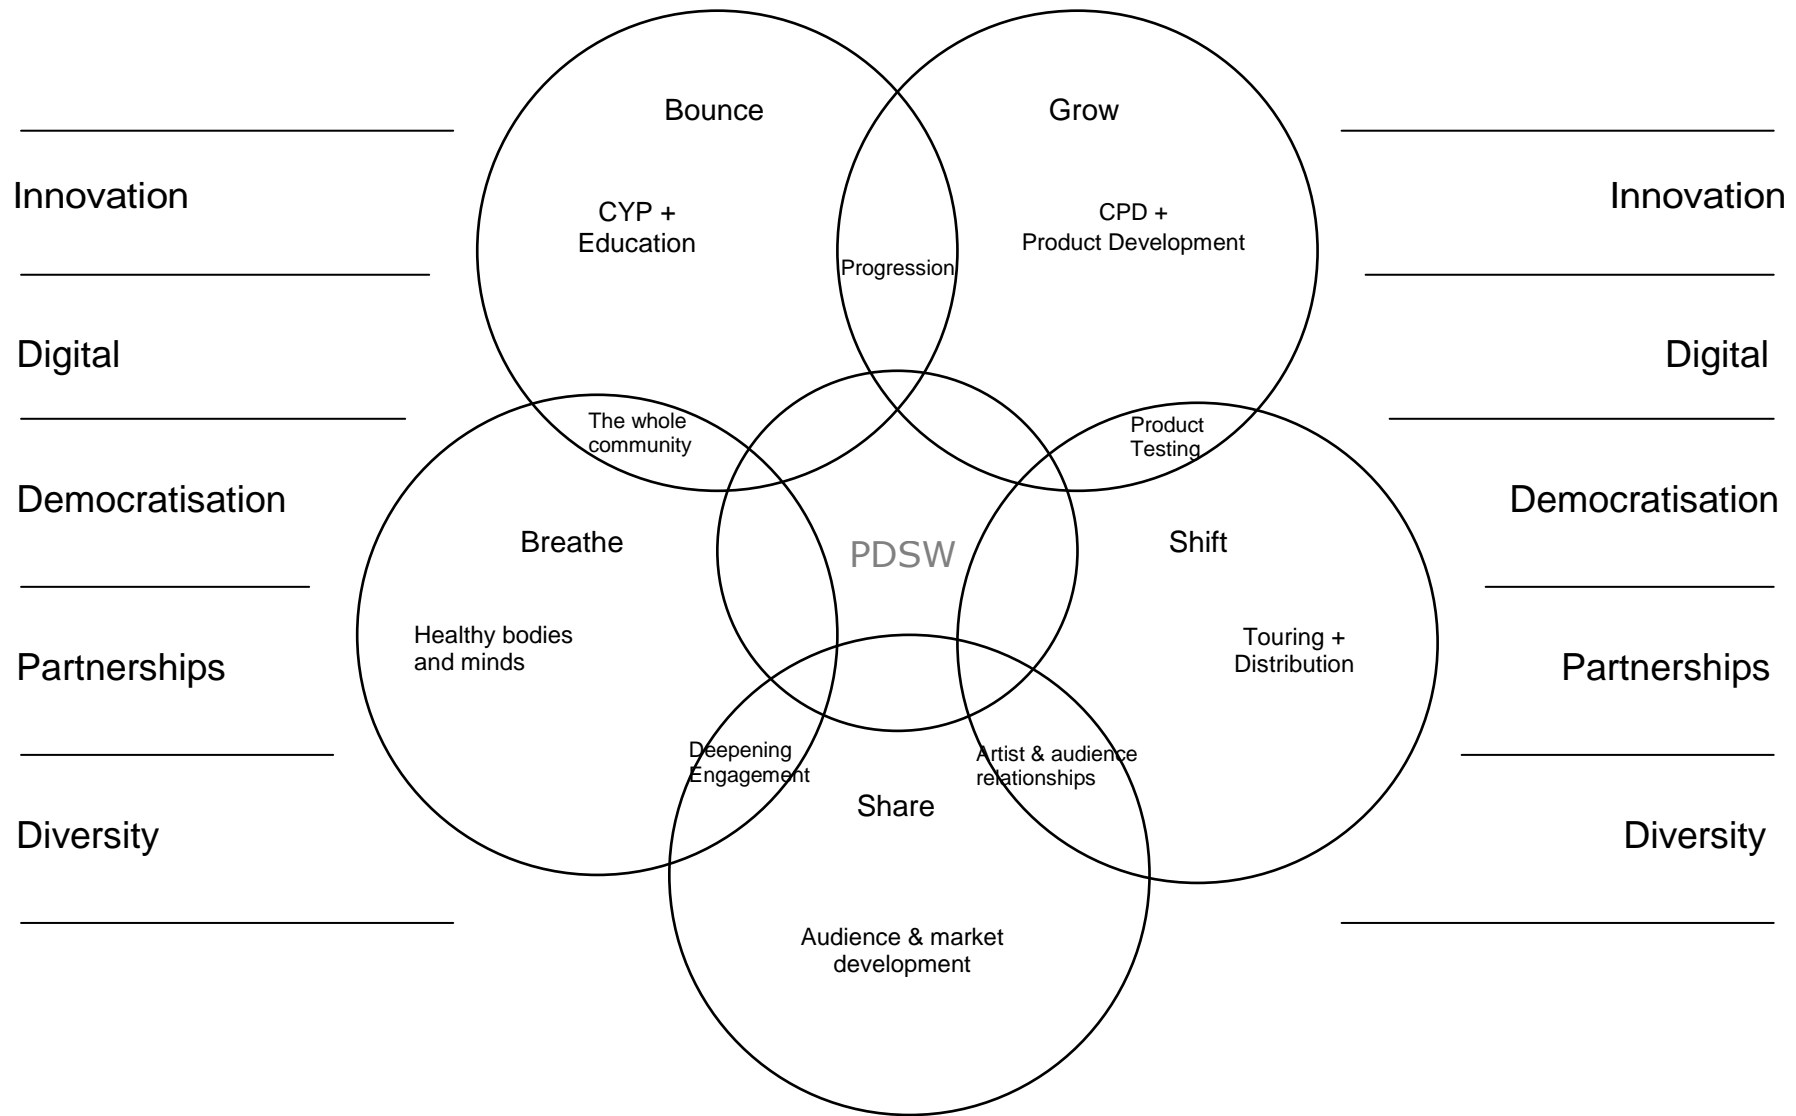 Bounce
Grow
Innovation
Innovation
CYP +
Education
CPD +
Product Development
Progression
Digital
Digital
The whole
community
Product
Testing
Democratisation
Democratisation
Breathe
PDSW
Shift
Healthy bodies
and minds
Touring +
Distribution
Partnerships
Partnerships
Deepening
Engagement
Artist & audience
relationships
Share
Diversity
Diversity
Audience & market
development